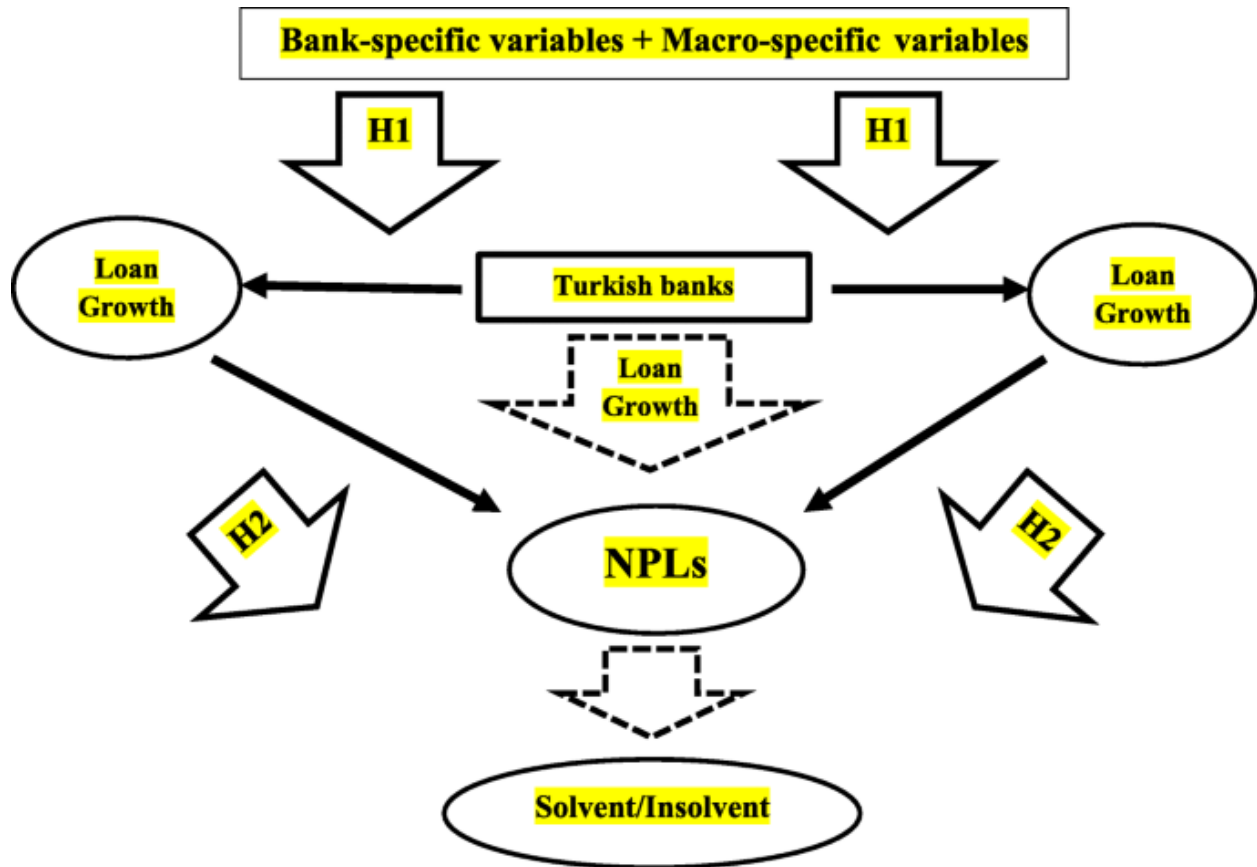 Bank-specific variables + Macro-specific variables
H1
H1
Loan
Growth
Turkish banks
Loan
Growth
Loan
Growth
H2
H2
NPLs
Solvent/Insolvent